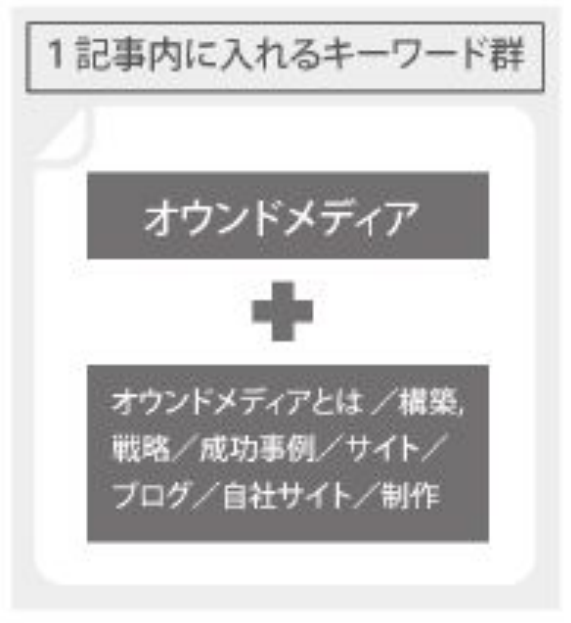 1記事内に入れるキーワード群
オウンドメディア
オウンドメディアとは／構築,
戦略／成功事例／サイト／
ブログ／自社サイト／制作